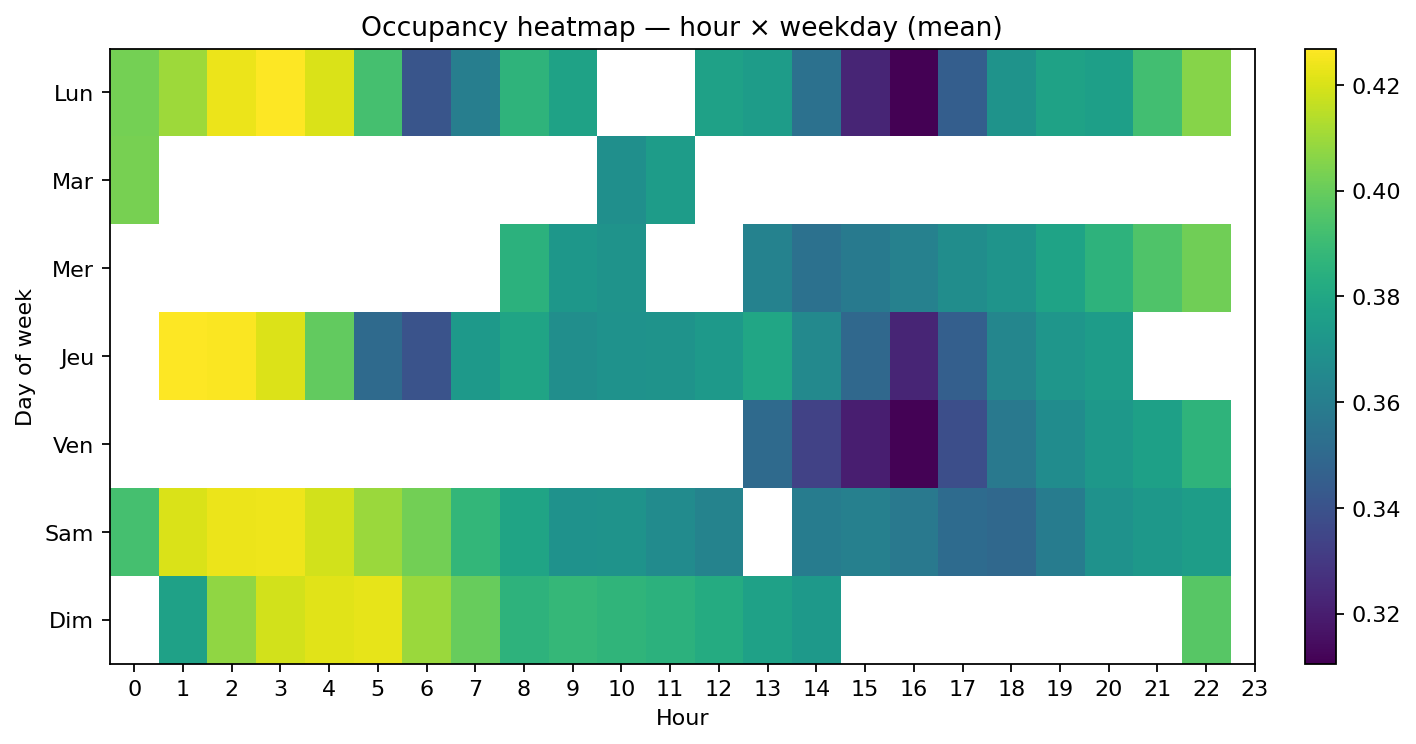 Occupancy heatmap — hour × weekday (mean)
Day of week
Lun
Mar
Mer
Jeu
Ven
Sam
Dim
0 1 2 3 4 5 6 7 8 9 10 11 12 13 14 15 16 17 18 19 20 21 22 23
Hour
0.42
0.40
0.38
0.36
0.34
0.32